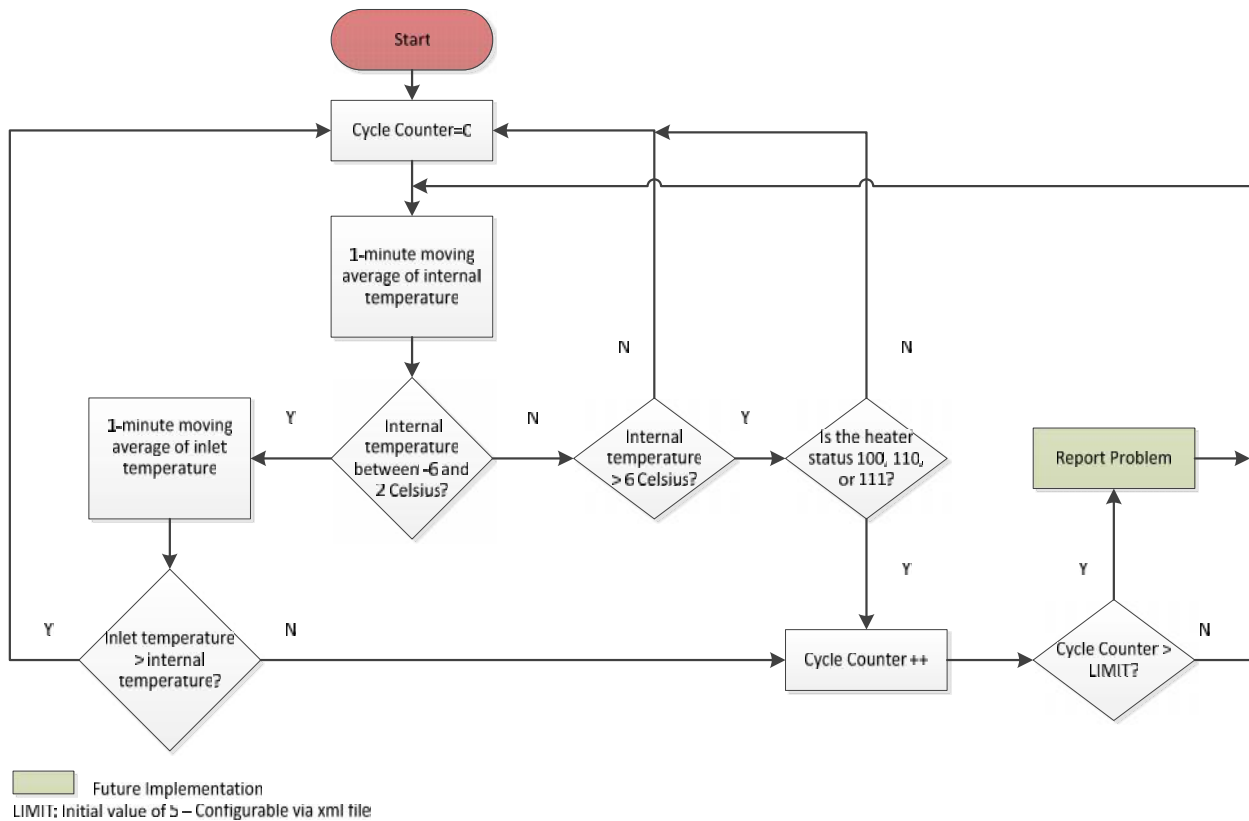 Start
Cycle Counter=C
1-minute moving
average of internal
temperature
N
N
1-minute moving
average of inlet
temperature
Y
Internal
temperature
between -6 and
2 Celsius?
N
Internal
temperature
> 6 Celsius?
Y
Is the heater
status 100, 110,
or 111?
Report Problem
Y
Y
Y
Inlet temperature
> internal
temperature?
N
Cycle Counter ++
Cycle Counter >
LIMIT?
N
Future Implementation
LIMIT: Initial value of 5 – Configurable via xml file